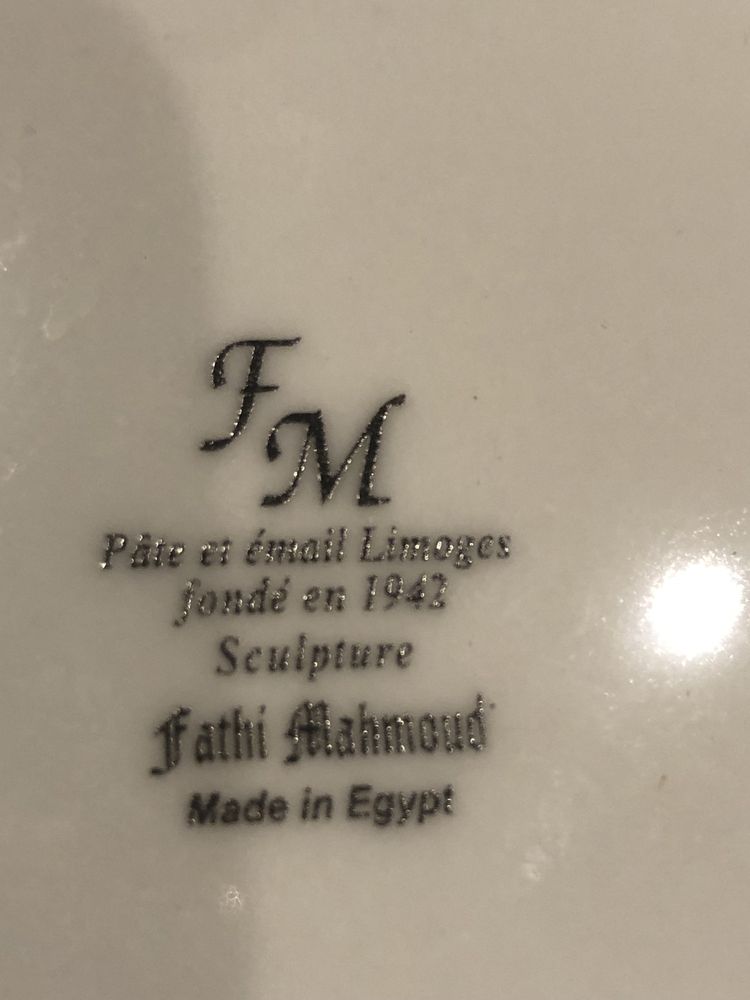 FM
Pâte et émail Limoges
fondé en 1942
Sculpture
Fathi Mahmoud
Made in Egypt